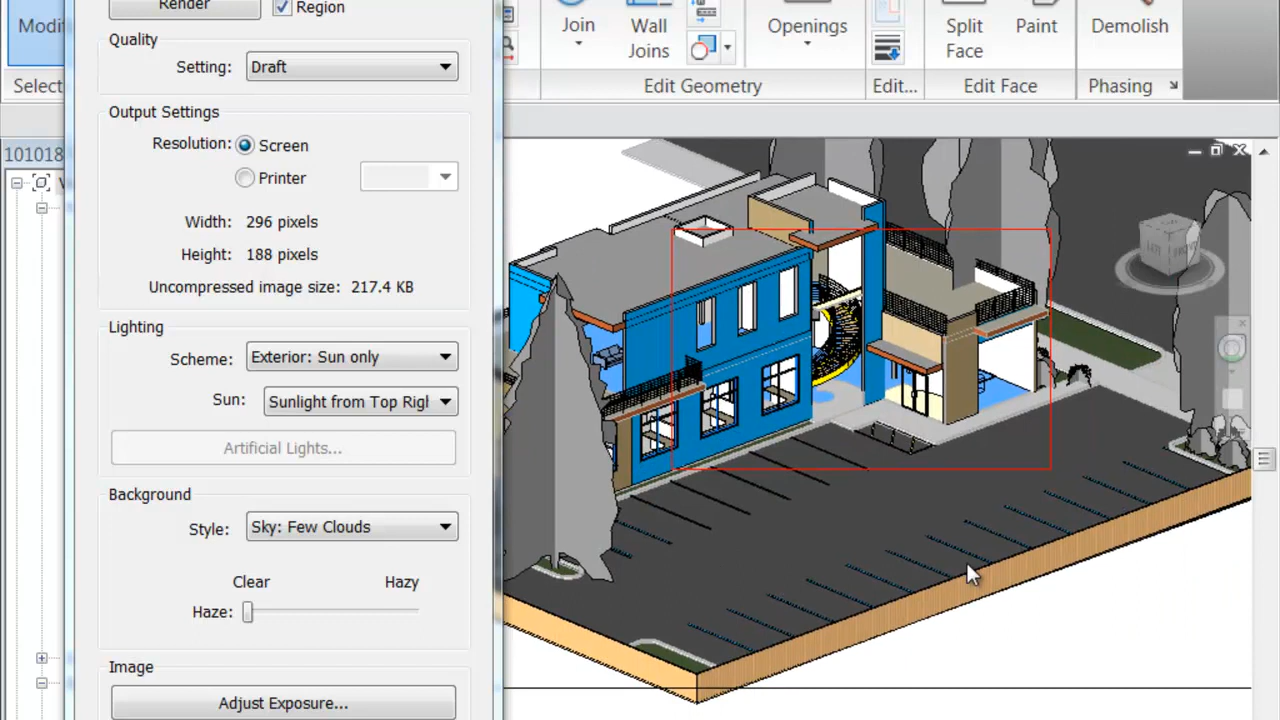 Render
Region
Quality
Setting: Draft
Output Settings
Resolution: Screen
Printer
Width: 296 pixels
Height: 188 pixels
Uncompressed image size: 217.4 KB
Lighting
Scheme: Exterior: Sun only
Sun: Sunlight from Top Righ
Artificial Lights...
Background
Style: Sky: Few Clouds
Clear Hazy
Haze:
Image
Adjust Exposure...
Modif
Select
101018
Join
Wall
Joins
Openings
Edit Geometry
Edit...
Split
Face
Paint
Edit Face
Demolish
Phasing